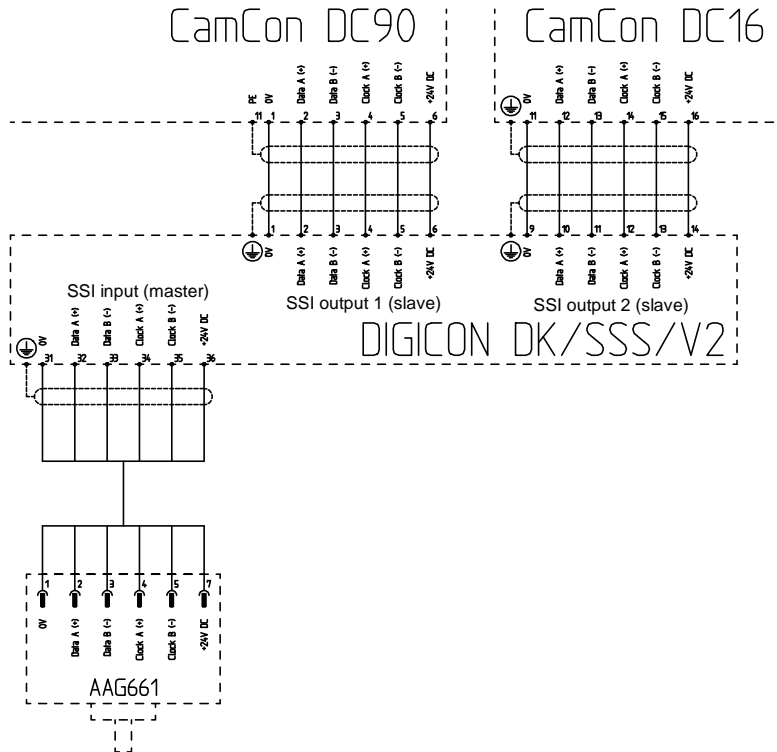 CamCon DC90
CamCon DC16
PE
0V
Data A (+)
Data B (-)
Clock A (+)
Clock B (-)
+24V DC
0V
Data A (+)
Data B (-)
Clock A (+)
Clock B (-)
+24V DC
11 1 2 3 4 5 6
11 12 13 14 15 16
1 2 3 4 5 6
9 10 11 12 13 14
0V
Data A (+)
Data B (-)
Clock A (+)
Clock B (-)
+24V DC
0V
Data A (+)
Data B (-)
Clock A (+)
Clock B (-)
+24V DC
SSI input (master)
SSI output 1 (slave)
SSI output 2 (slave)
0V
Data A (+)
Data B (-)
Clock A (+)
Clock B (-)
+24V DC
DIGICON DK/SSS/V2
31 32 33 34 35 36
1 2 3 4 5 7
0V
Data A (+)
Data B (-)
Clock A (+)
Clock B (-)
+24V DC
AAG661